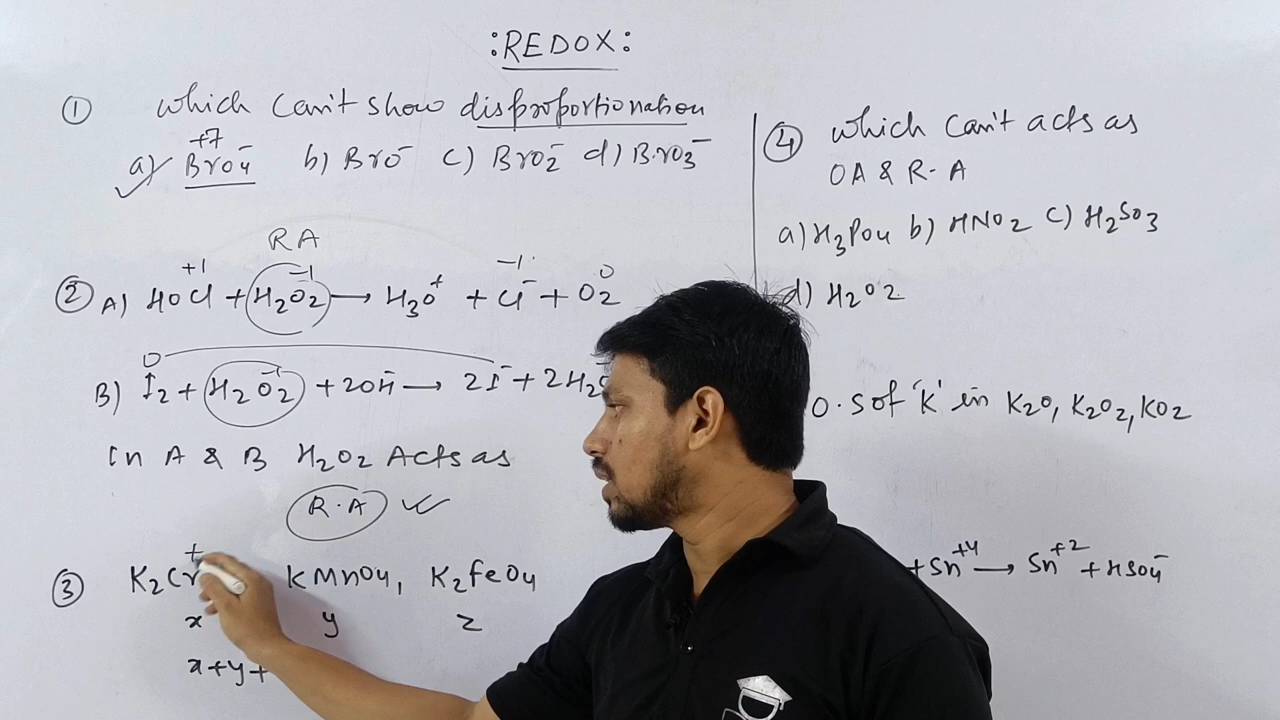 :REDOX:
① which can't show disproportionation
+7
a) BrO4⁻ b) BrO⁻ c) BrO2⁻ d) BrO3⁻
RA
+1 -1 -1 0
② A) HOCl + H2O2 → H3O⁺ + Cl⁻ + O2
0 -1
B) I2 + H2O2 + 2OH⁻ → 2I⁻ + 2H2
In A & B H2O2 Acts as
R.A
+
③ K2Cr KMnO4, K2FeO4
x y z
x+y+
④ which can't acts as
OA & R-A
a) H3PO4 b) HNO2 c) H2SO3
d) H2O2
O.S of 'K' in K2O, K2O2, KO2
+Sn⁺⁴ → Sn⁺² + HSO4⁻